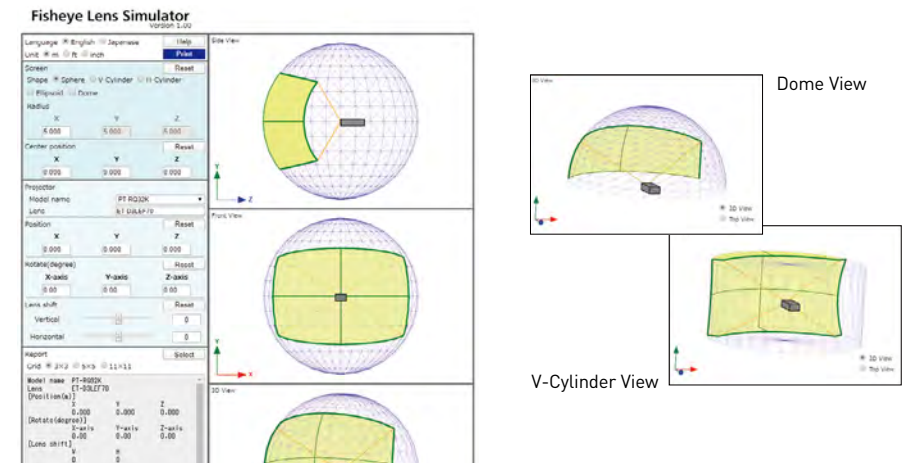 Fisheye Lens Simulator
Version 1.00
Language English Japanese Help
Unit m ft inch Print
Screen Reset
Shape Sphere V-Cylinder H-Cylinder
Ellipsoid Dome
Radius
X Y Z
5.000 5.000 5.000
Center position Reset
X Y Z
0.000 0.000 0.000
Projector
Model name PT-RQ32K
Lens ET-D3LEF70
Position Reset
X Y Z
0.000 0.000 0.000
Rotate(degree) Reset
X-axis Y-axis Z-axis
0.00 0.00 0.00
Lens shift Reset
Vertical 0
Horizontal 0
Report Select
Grid 3×3 5×5 11×11
Model name PT-RQ32K
Lens ET-D3LEF70
[Position(m)]
X Y Z
0.000 0.000 0.000
[Rotate(degree)]
X-axis Y-axis Z-axis
0.00 0.00 0.00
[Lens shift]
V H
0 0
Side View
Y
Z
Front View
Y
X
3D View
3D View
Dome View
3D View
Top View
V-Cylinder View
3D View
Top View